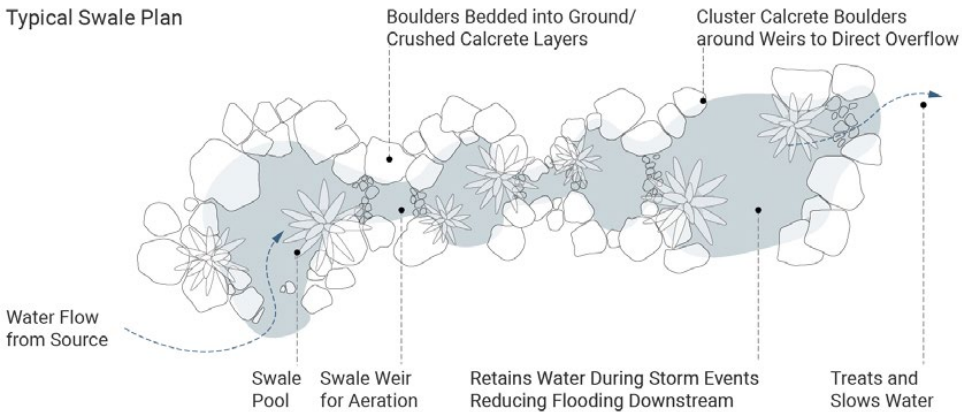 Typical Swale Plan
Boulders Bedded into Ground/
Crushed Calcrete Layers
Cluster Calcrete Boulders
around Weirs to Direct Overflow
Water Flow
from Source
Swale
Pool
Swale Weir
for Aeration
Retains Water During Storm Events
Reducing Flooding Downstream
Treats and
Slows Water